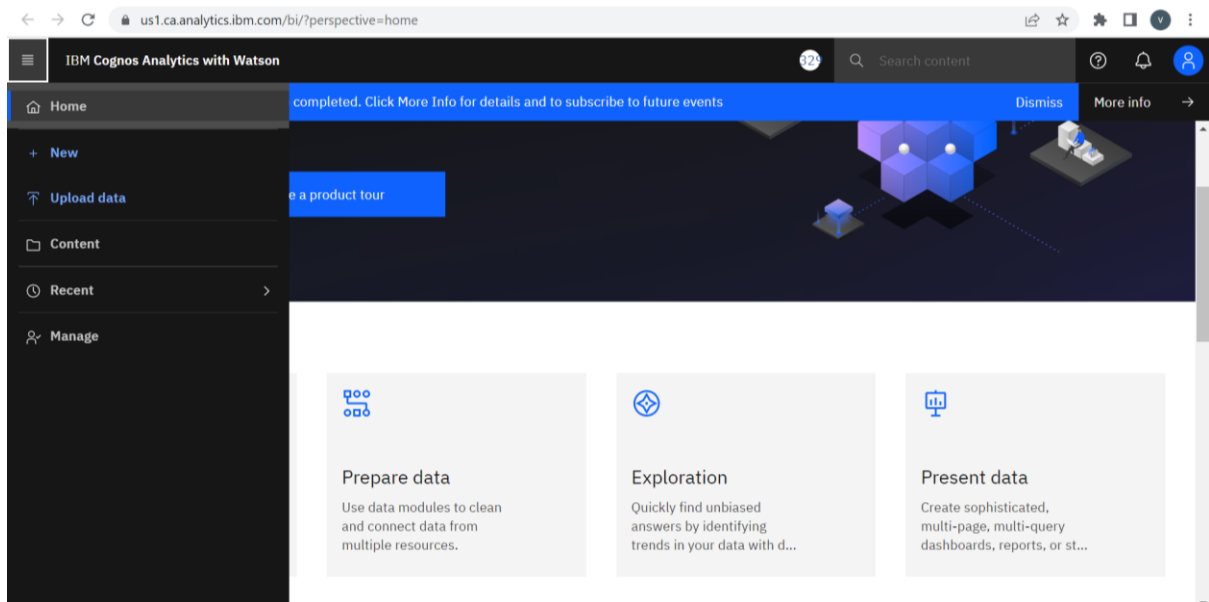 us1.ca.analytics.ibm.com/bi/?perspective=home
V
IBM Cognos Analytics with Watson
329
Search content
Home
completed. Click More Info for details and to subscribe to future events
Dismiss
More info
New
Upload data
e a product tour
Content
Recent
Manage
Prepare data
Use data modules to clean
and connect data from
multiple resources.
Exploration
Quickly find unbiased
answers by identifying
trends in your data with d...
Present data
Create sophisticated,
multi-page, multi-query
dashboards, reports, or st...